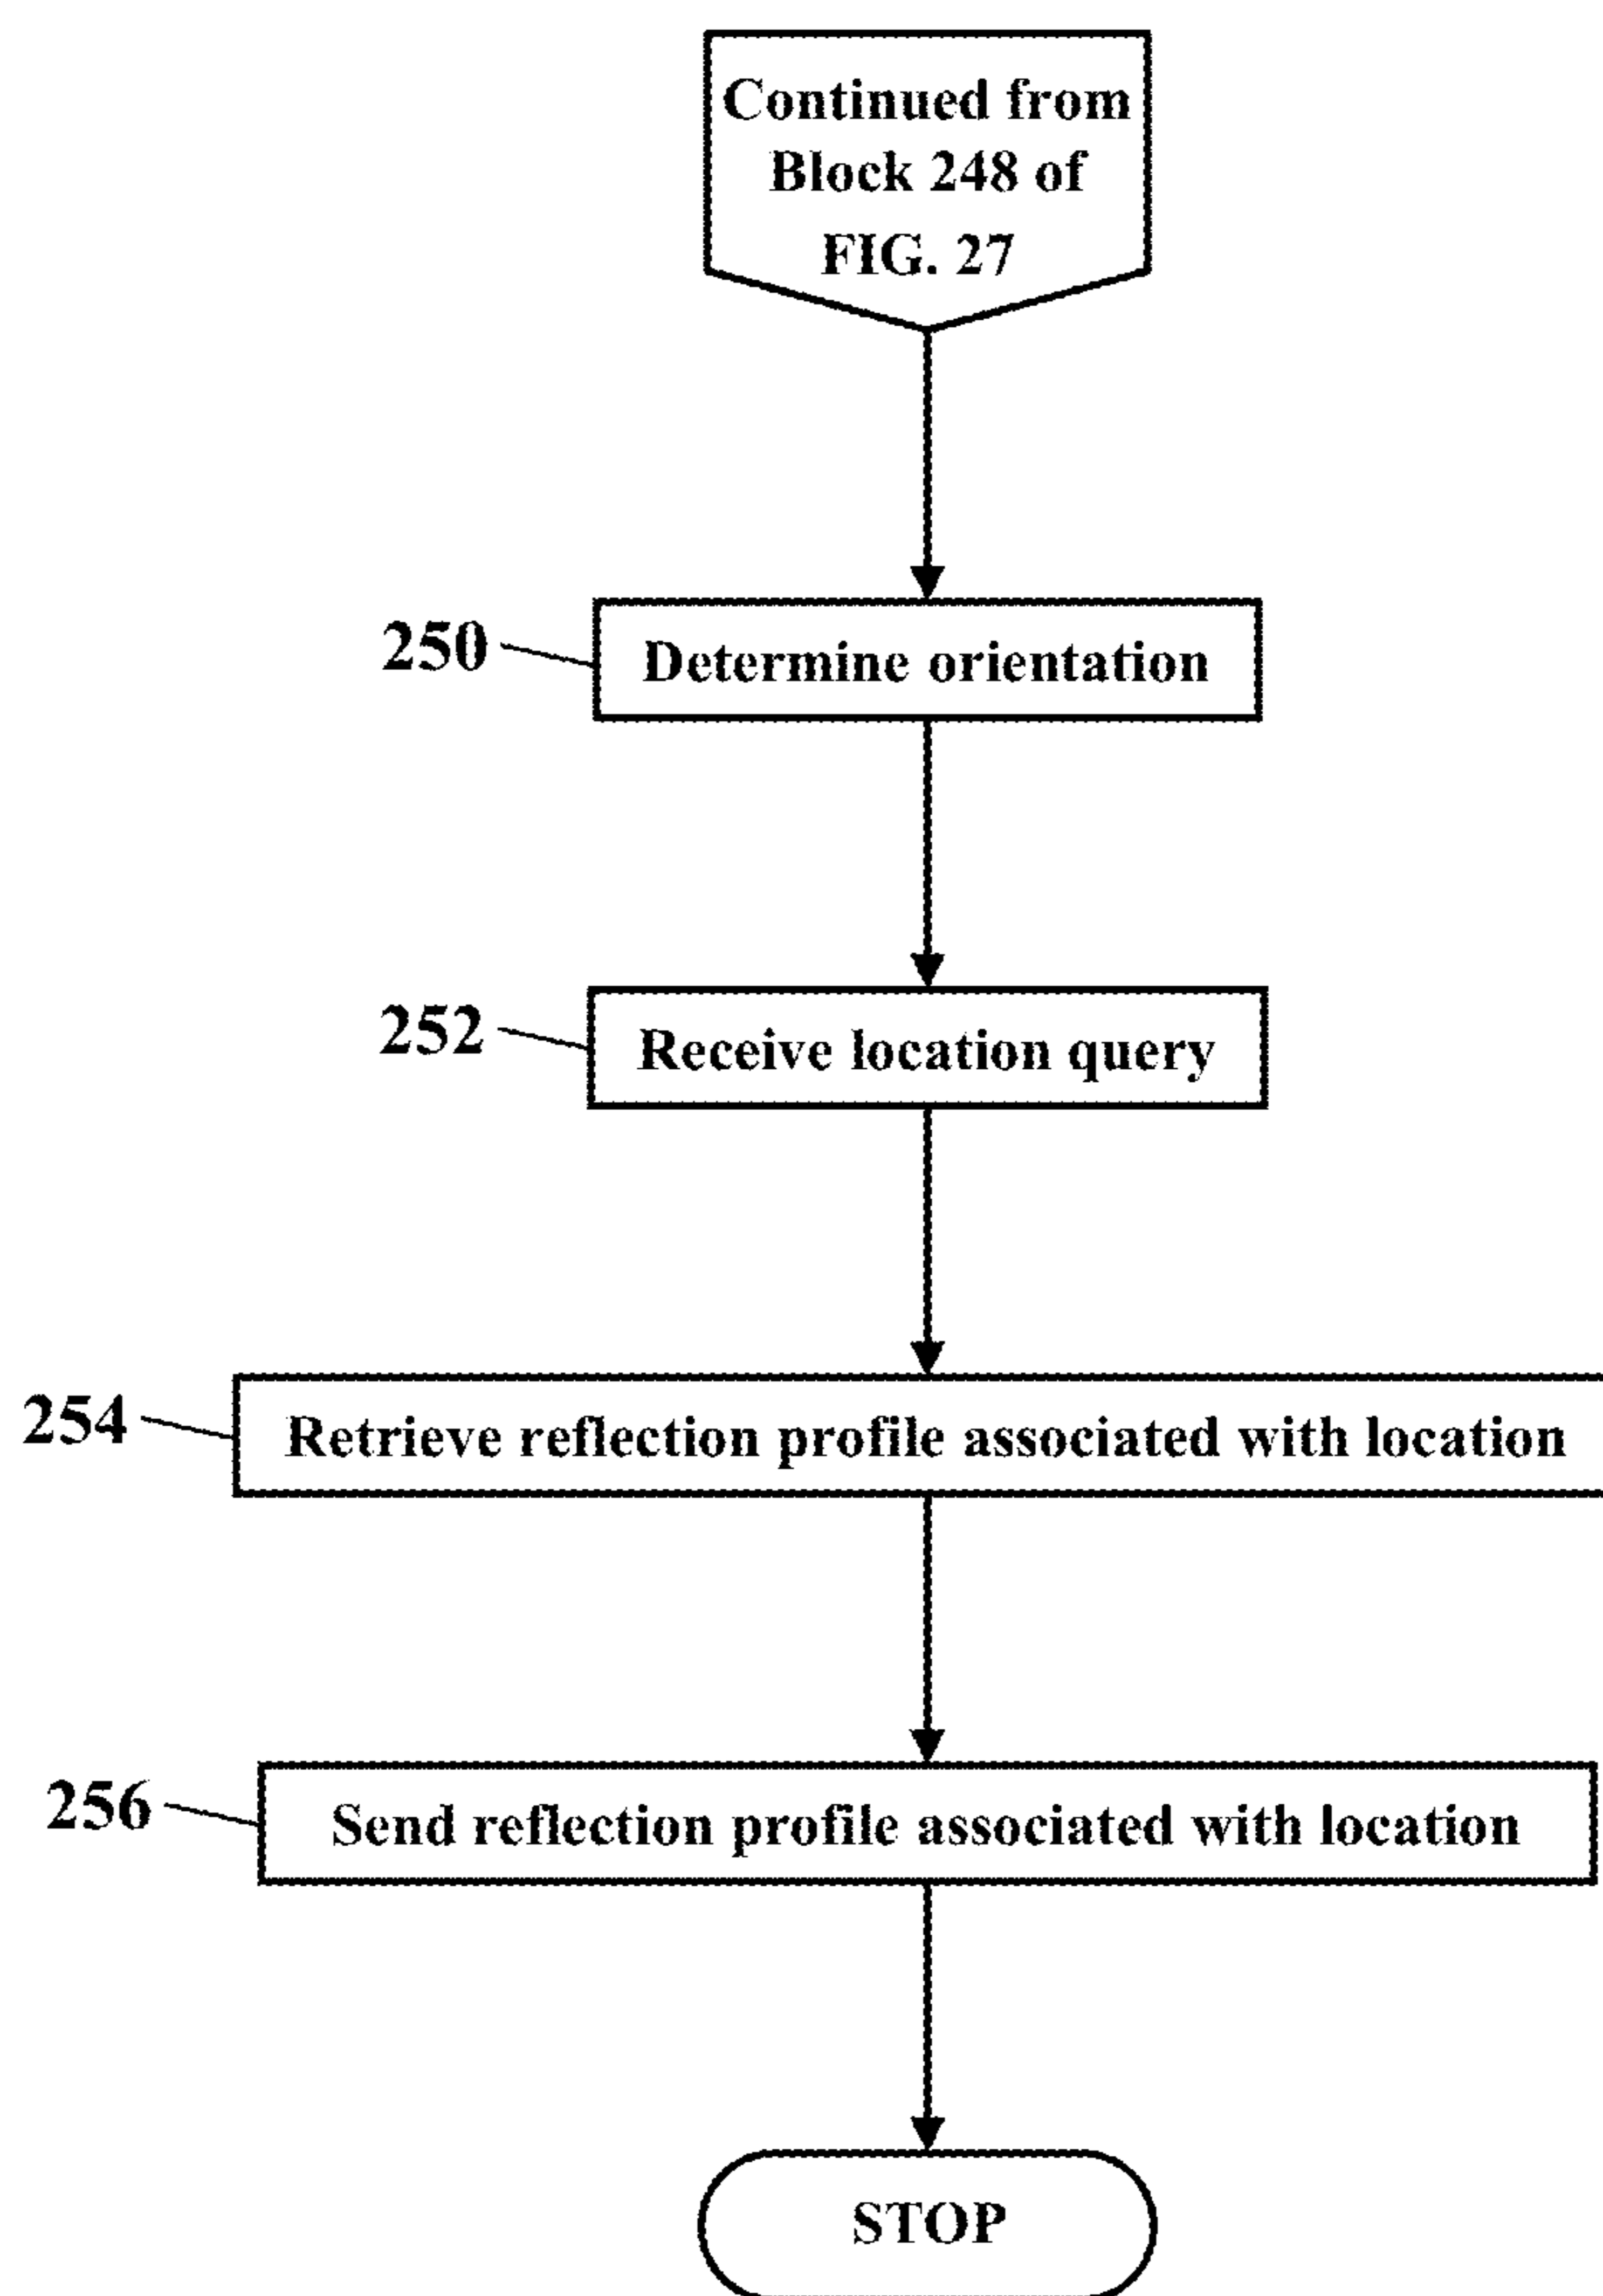 Continued from
Block 248 of
FIG. 27
250
Determine orientation
252
Receive location query
254
Retrieve reflection profile associated with location
256
Send reflection profile associated with location
STOP